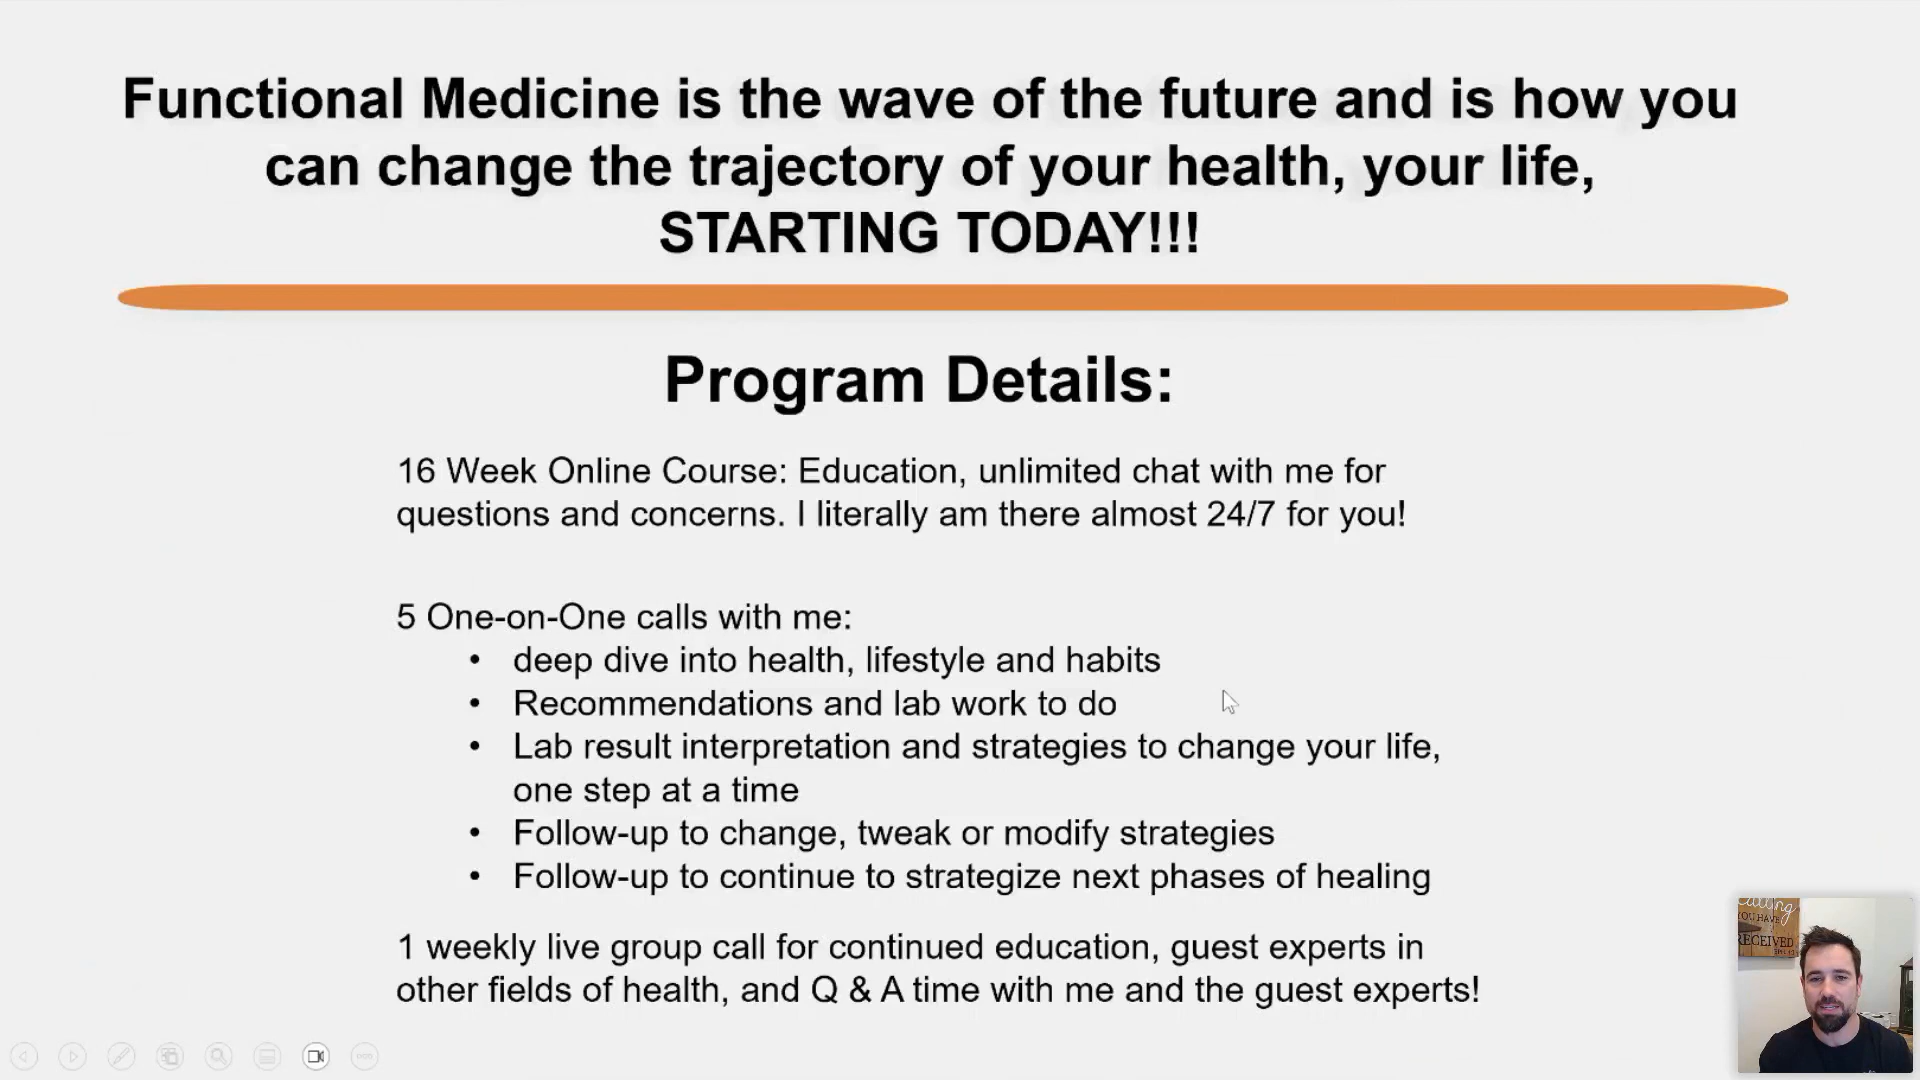 Functional Medicine is the wave of the future and is how you
can change the trajectory of your health, your life,
STARTING TODAY!!!
Program Details:
16 Week Online Course: Education, unlimited chat with me for
questions and concerns. I literally am there almost 24/7 for you!
5 One-on-One calls with me:
• deep dive into health, lifestyle and habits
• Recommendations and lab work to do
• Lab result interpretation and strategies to change your life,
one step at a time
• Follow-up to change, tweak or modify strategies
• Follow-up to continue to strategize next phases of healing
1 weekly live group call for continued education, guest experts in
other fields of health, and Q & A time with me and the guest experts!
calling
YOU HAVE
RECEIVED